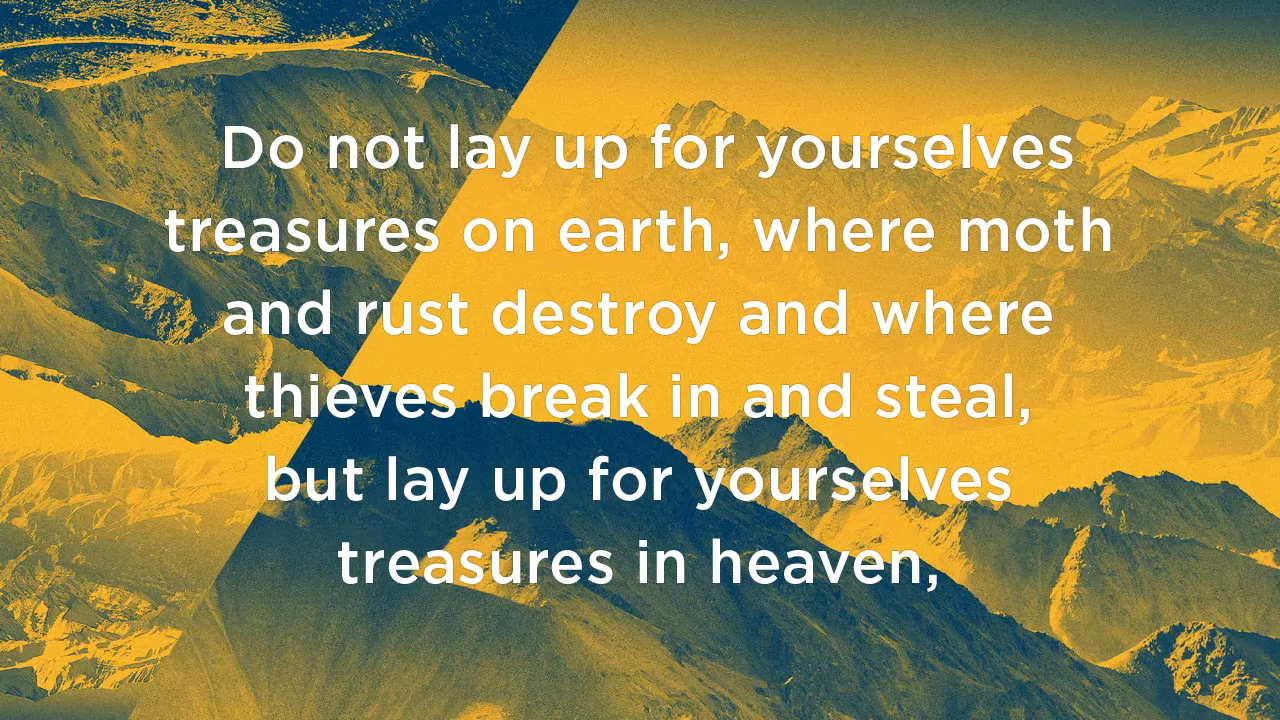 Do not lay up for yourselves
treasures on earth, where moth
and rust destroy and where
thieves break in and steal,
but lay up for yourselves
treasures in heaven,